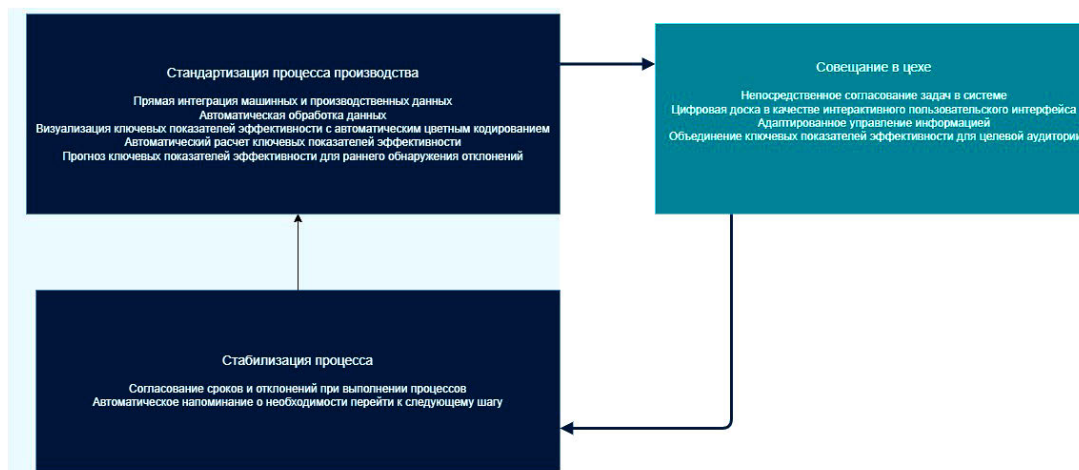 Стандартизация процесса производства
Прямая интеграция машинных и производственных данных
Автоматическая обработка данных
Визуализация ключевых показателей эффективности с автоматическим цветным кодированием
Автоматический расчет ключевых показателей эффективности
Прогноз ключевых показателей эффективности для раннего обнаружения отклонений
Совещание в цехе
Непосредственное согласование задач в системе
Цифровая доска в качестве интерактивного пользовательского интерфейса
Адаптированное управление информацией
Объединение ключевых показателей эффективности для целевой аудитории
Стабилизация процесса
Согласование сроков и отклонений при выполнении процессов
Автоматическое напоминание о необходимости перейти к следующему шагу